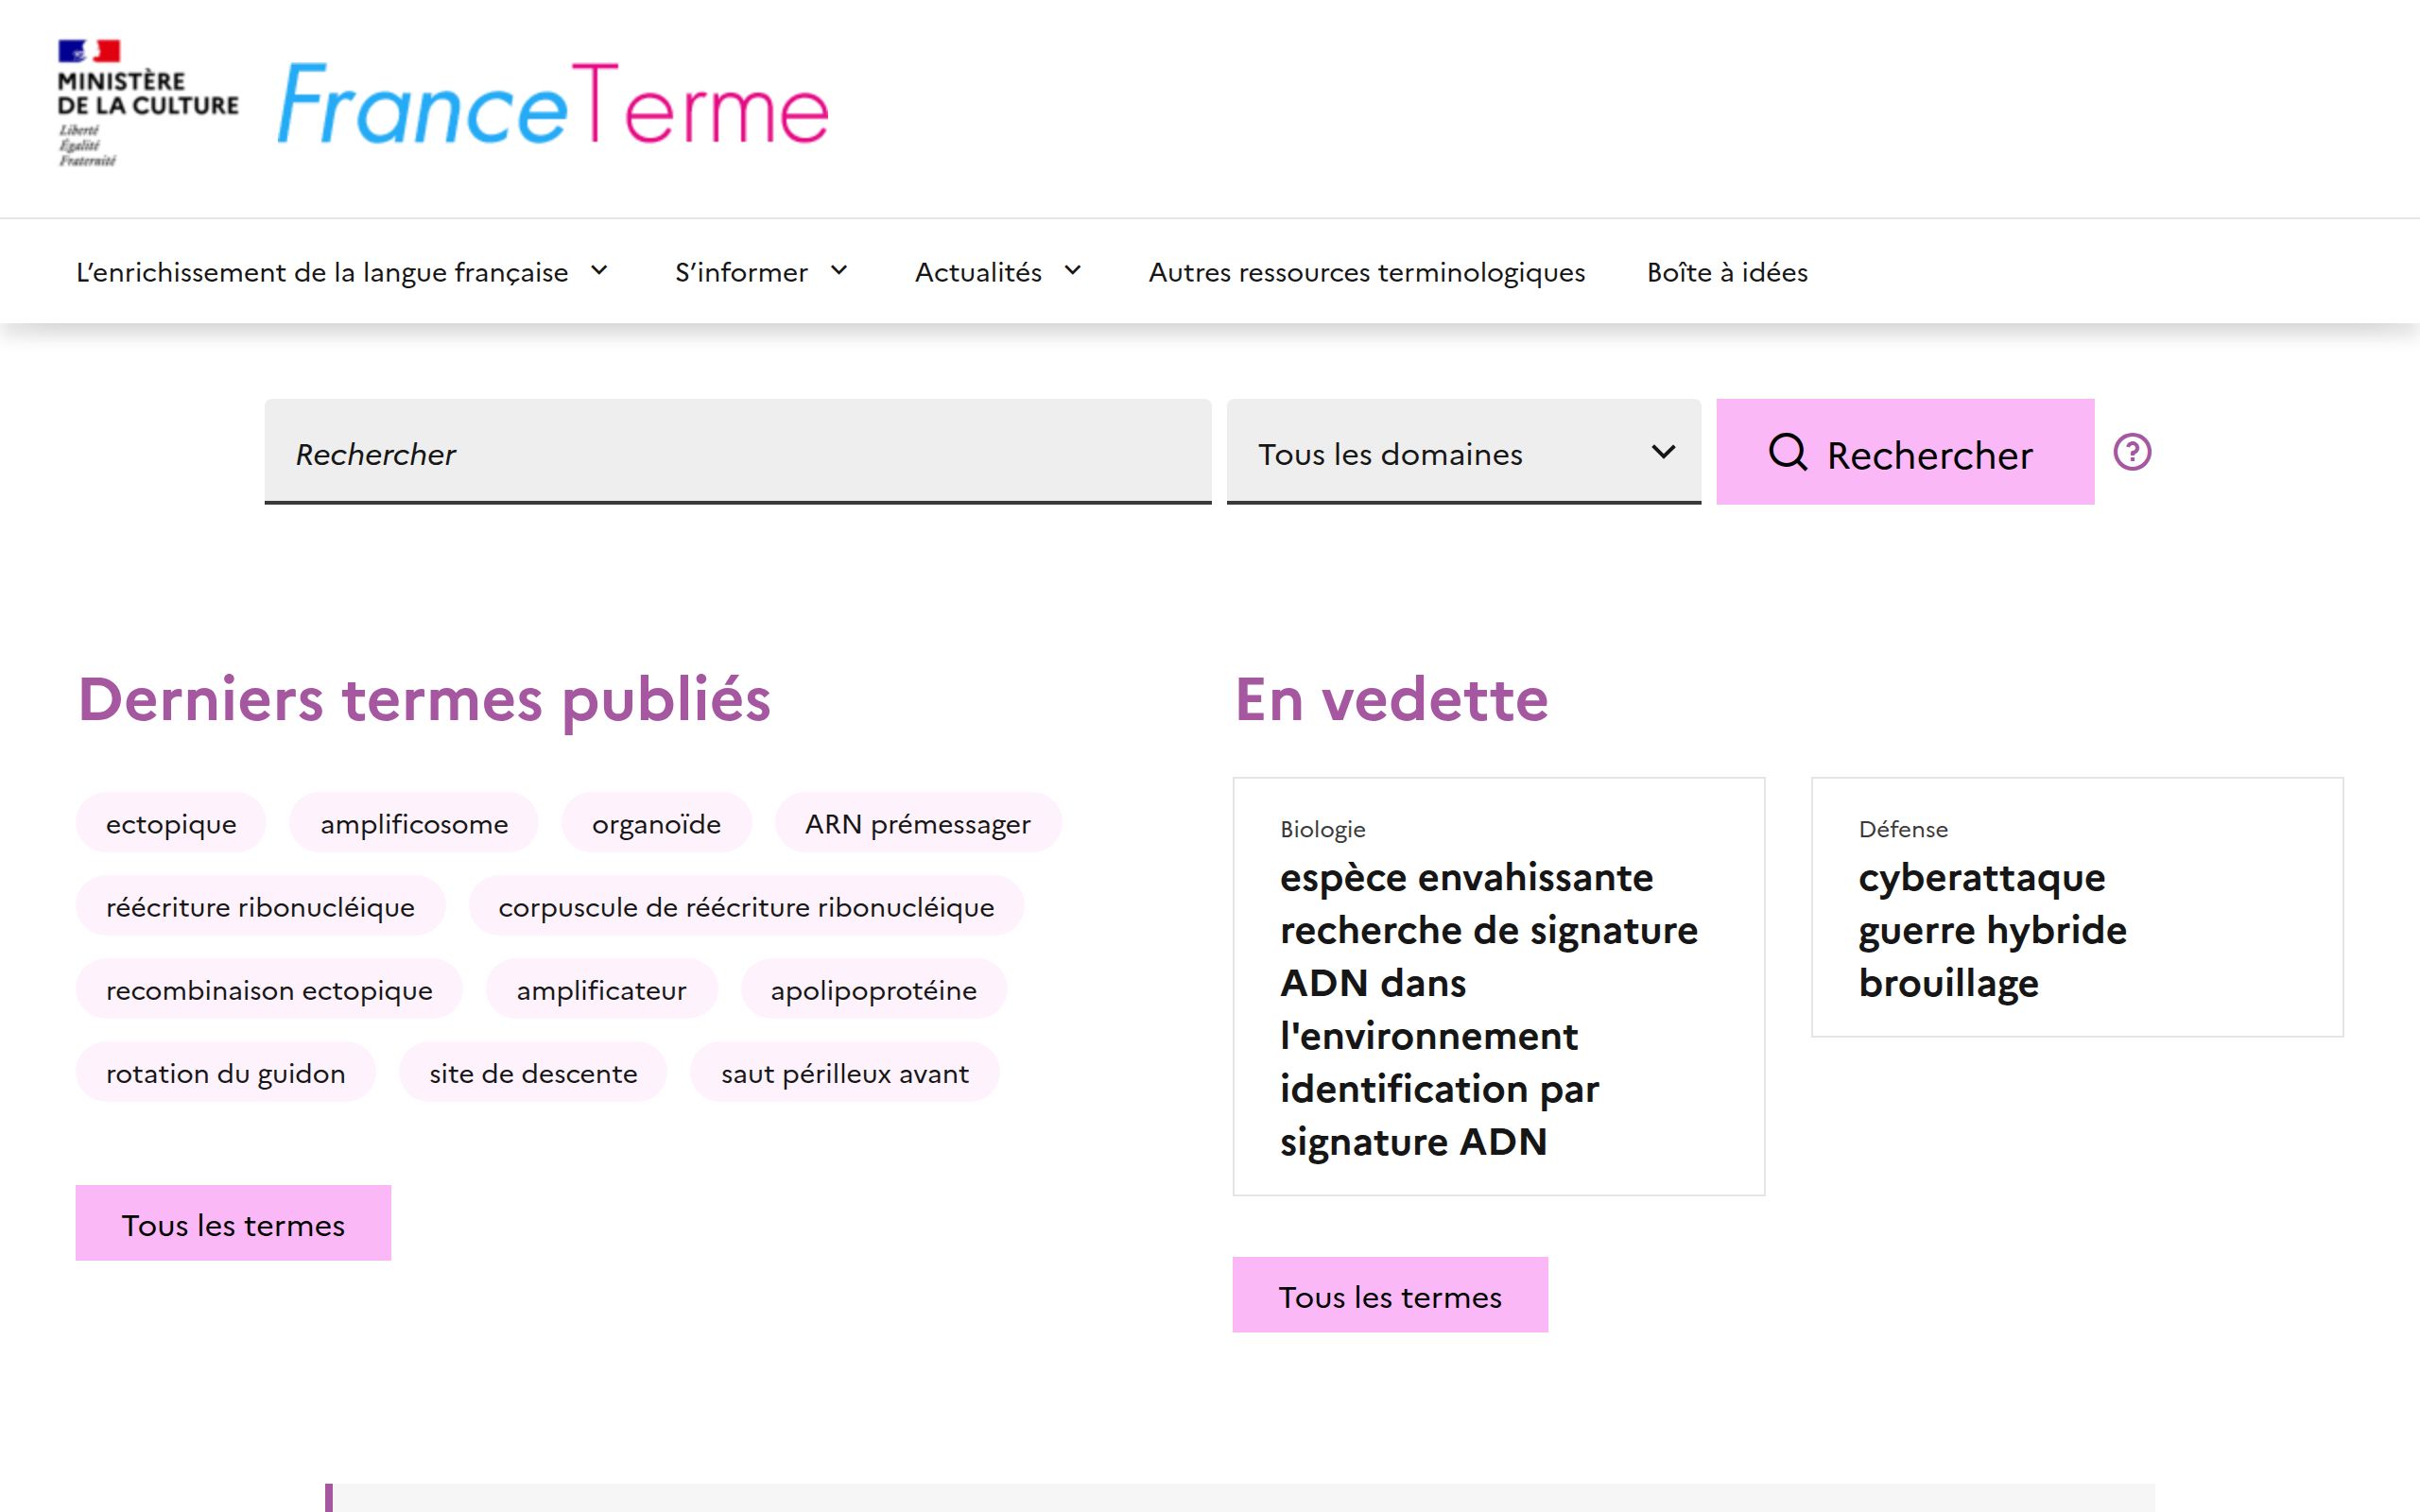 MINISTÈRE
DE LA CULTURE
Liberté
Égalité
Fraternité
FranceTerme
L’enrichissement de la langue française
S’informer
Actualités
Autres ressources terminologiques
Boîte à idées
Rechercher
Tous les domaines
Rechercher
?
Derniers termes publiés
ectopique
amplificosome
organoïde
ARN prémessager
réécriture ribonucléique
corpuscule de réécriture ribonucléique
recombinaison ectopique
amplificateur
apolipoprotéine
rotation du guidon
site de descente
saut périlleux avant
Tous les termes
En vedette
Biologie
espèce envahissante
recherche de signature
ADN dans
l'environnement
identification par
signature ADN
Défense
cyberattaque
guerre hybride
brouillage
Tous les termes